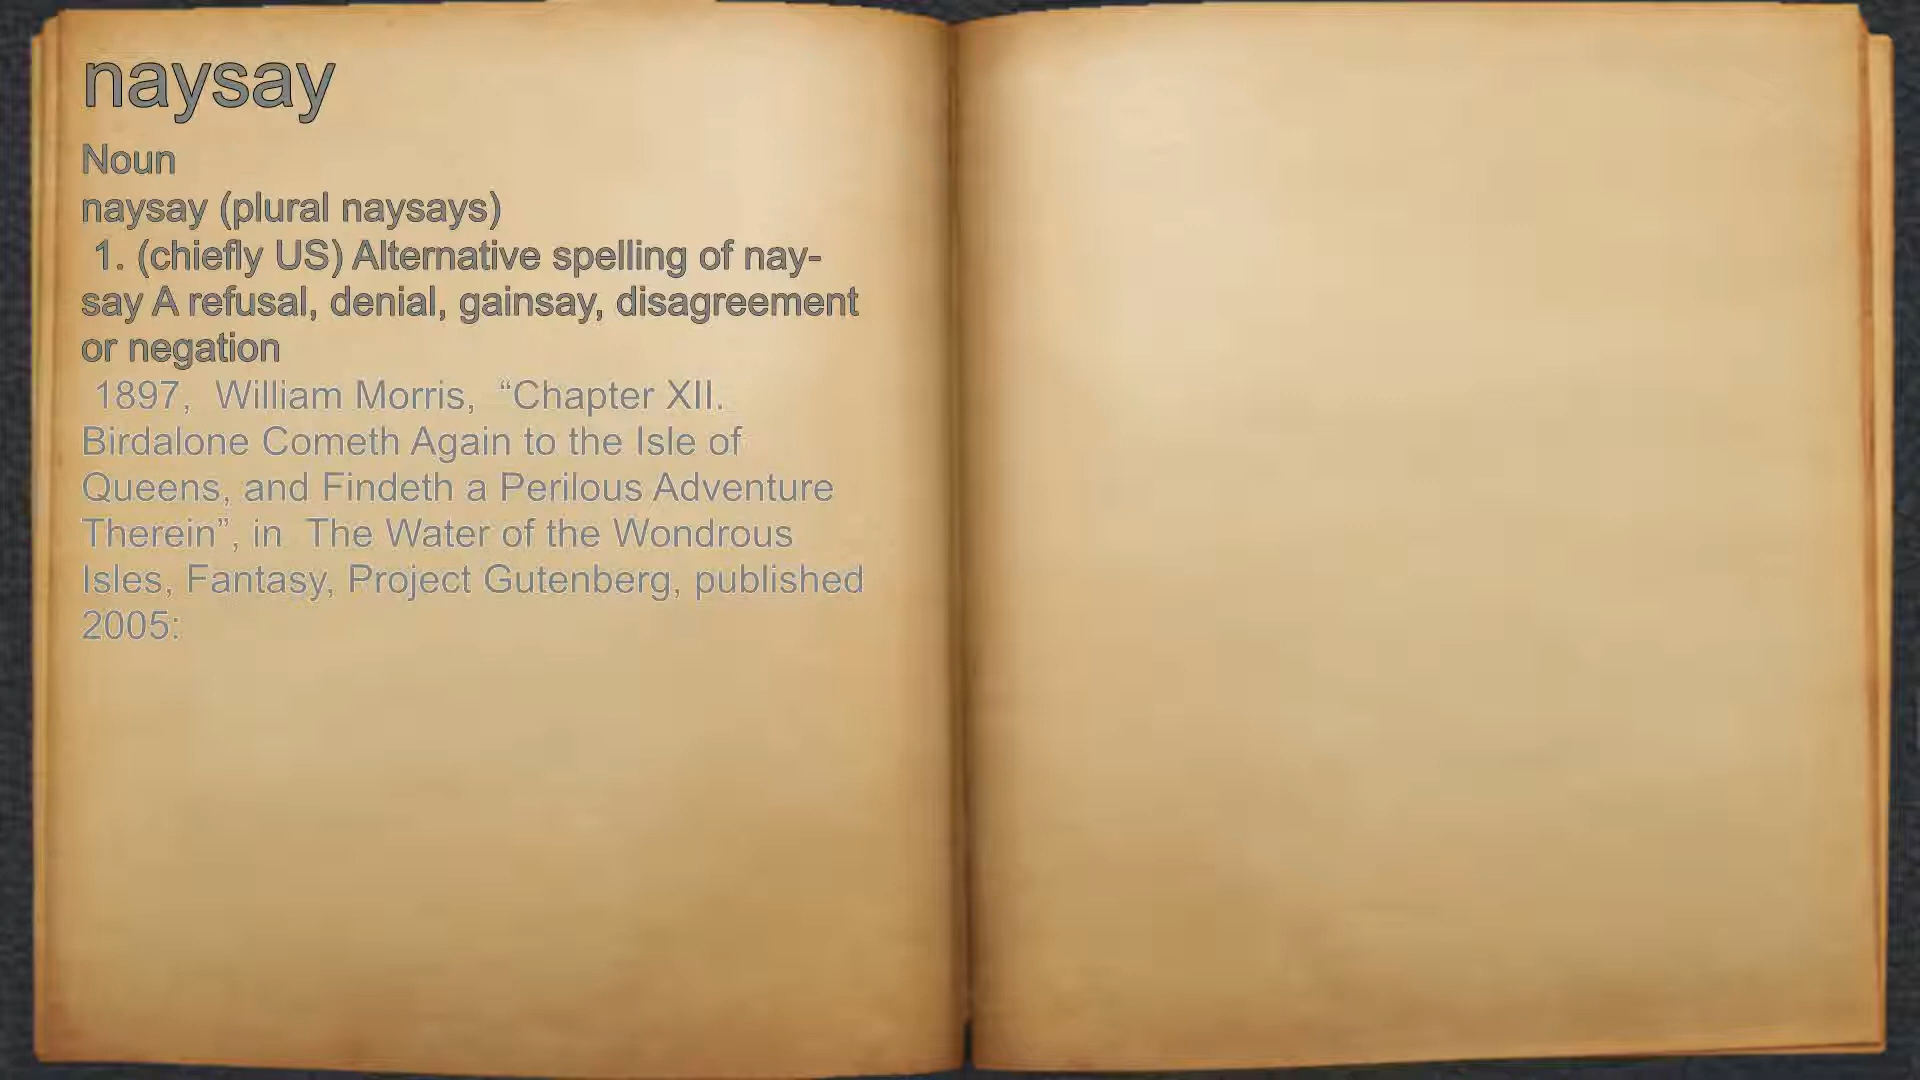 naysay
Noun
naysay (plural naysays)
1. (chiefly US) Alternative spelling of nay-
say A refusal, denial, gainsay, disagreement
or negation
1897,  William Morris,  “Chapter XII.
Birdalone Cometh Again to the Isle of
Queens, and Findeth a Perilous Adventure
Therein”, in  The Water of the Wondrous
Isles, Fantasy, Project Gutenberg, published
2005: